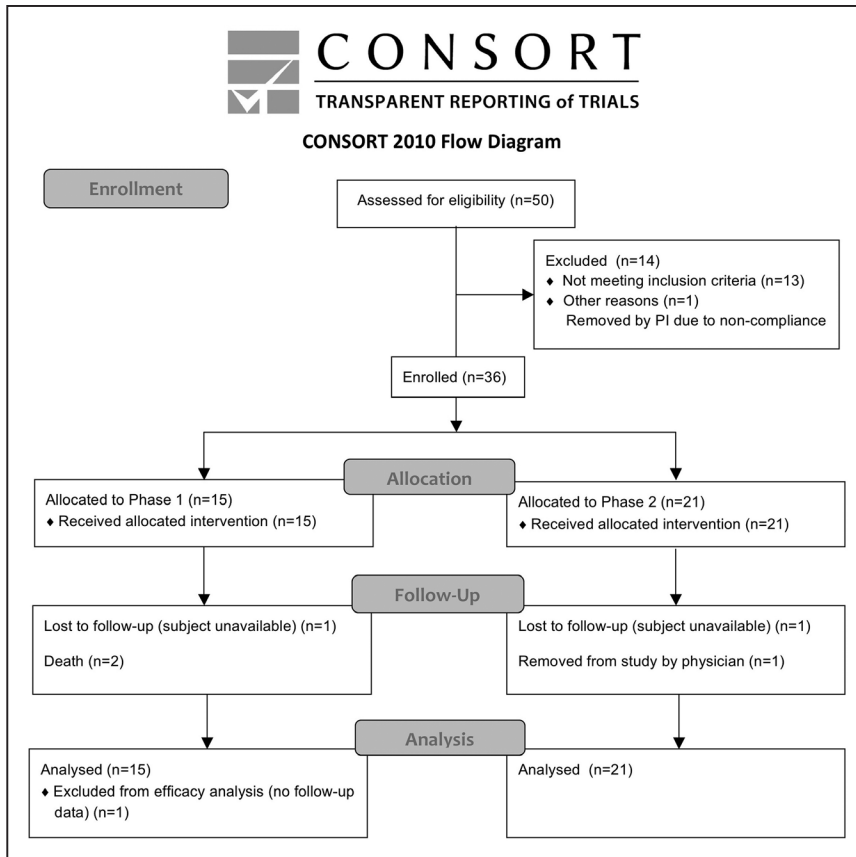 CONSORT
TRANSPARENT REPORTING of TRIALS
CONSORT 2010 Flow Diagram
Enrollment
Assessed for eligibility (n=50)
Excluded (n=14)
♦ Not meeting inclusion criteria (n=13)
♦ Other reasons (n=1)
Removed by PI due to non-compliance
Enrolled (n=36)
Allocation
Allocated to Phase 1 (n=15)
♦ Received allocated intervention (n=15)
Allocated to Phase 2 (n=21)
♦ Received allocated intervention (n=21)
Follow-Up
Lost to follow-up (subject unavailable) (n=1)
Death (n=2)
Lost to follow-up (subject unavailable) (n=1)
Removed from study by physician (n=1)
Analysis
Analysed (n=15)
♦ Excluded from efficacy analysis (no follow-up
data) (n=1)
Analysed (n=21)